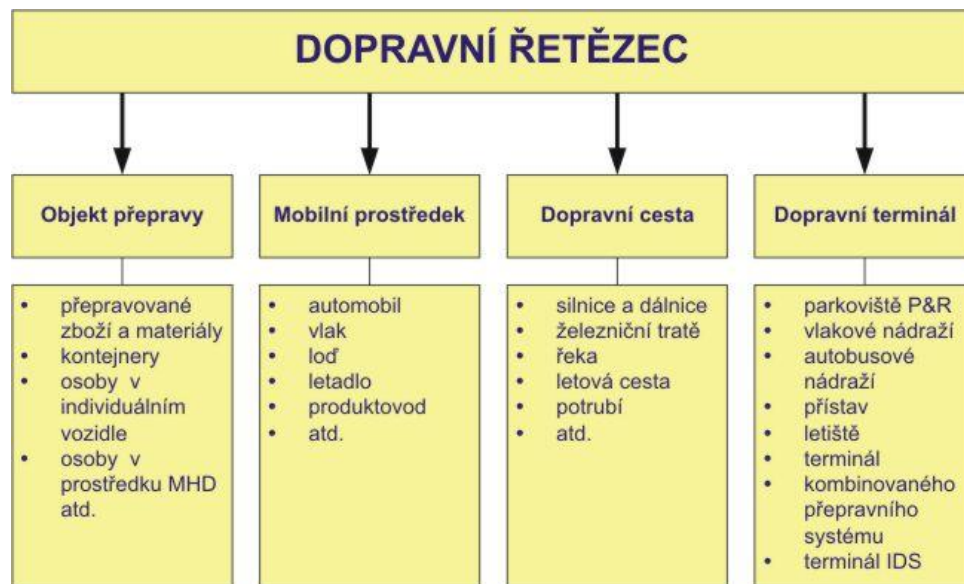 DOPRAVNÍ ŘETĚZEC
Objekt přepravy
• přepravované
zboží a materiály
• kontejnery
• osoby v
individuálním
vozidle
• osoby v
prostředku MHD
atd.
Mobilní prostředek
• automobil
• vlak
• loď
• letadlo
• produktovod
• atd.
Dopravní cesta
• silnice a dálnice
• železniční tratě
• řeka
• letová cesta
• potrubí
• atd.
Dopravní terminál
• parkoviště P&R
• vlakové nádraží
• autobusové
nádraží
• přístav
• letiště
• terminál
• kombinovaného
přepravního
systému
• terminál IDS